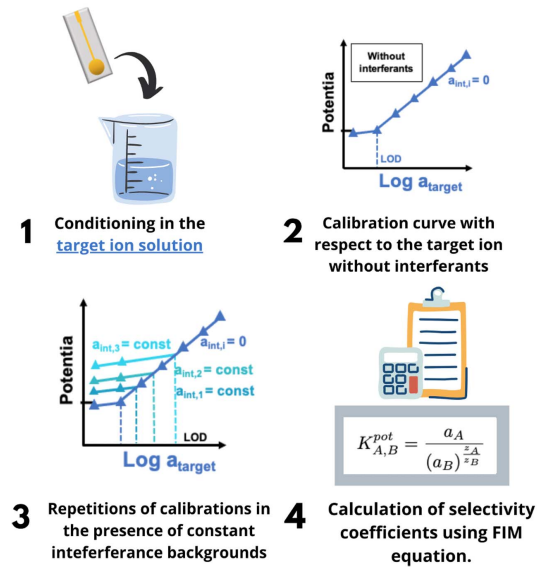 Without
interferants
a_int,i = 0
Potentia
LOD
Log a_target
1
Conditioning in the
target ion solution
2
Calibration curve with
respect to the target ion
without interferants
a_int,3 = const
a_int,i = 0
a_int,2 = const
a_int,1 = const
Potentia
LOD
Log a_target
K^pot_A,B = a_A / (a_B)^(z_A/z_B)
3
Repetitions of calibrations in
the presence of constant
inteferferance backgrounds
4
Calculation of selectivity
coefficients using FIM
equation.